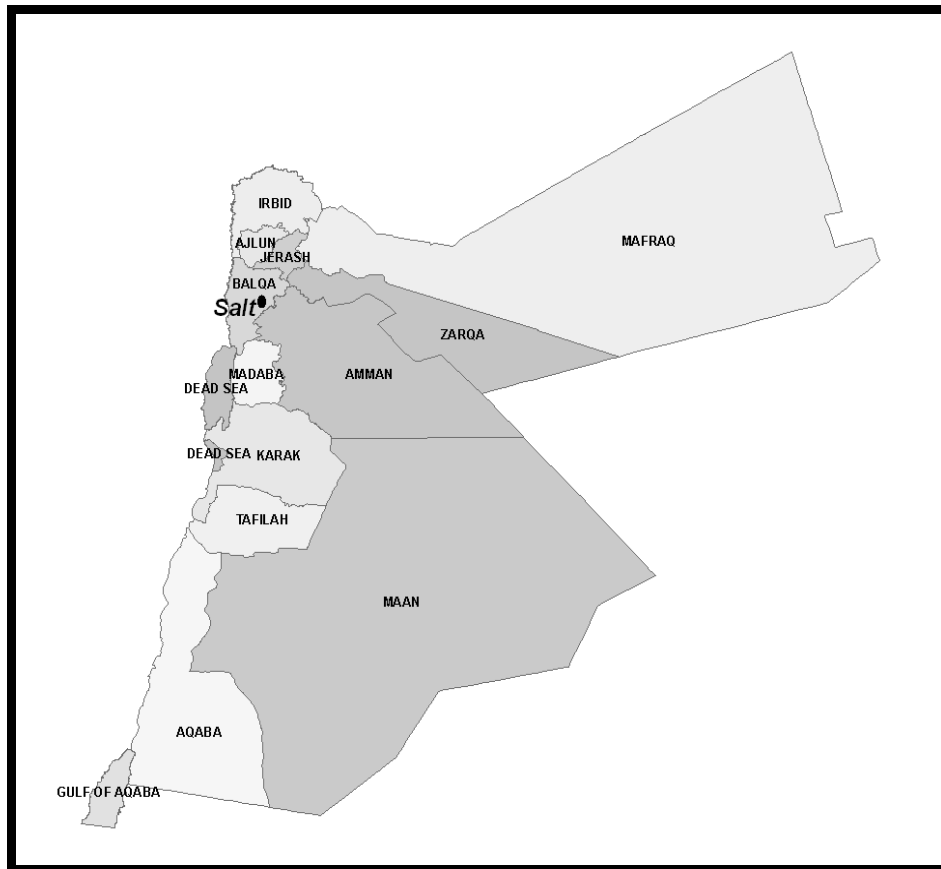 IRBID
MAFRAQ
AJLUN
JERASH
BALQA
Salt
ZARQA
MADABA
AMMAN
DEAD SEA
DEAD SEA
KARAK
TAFILAH
MAAN
AQABA
GULF OF AQABA